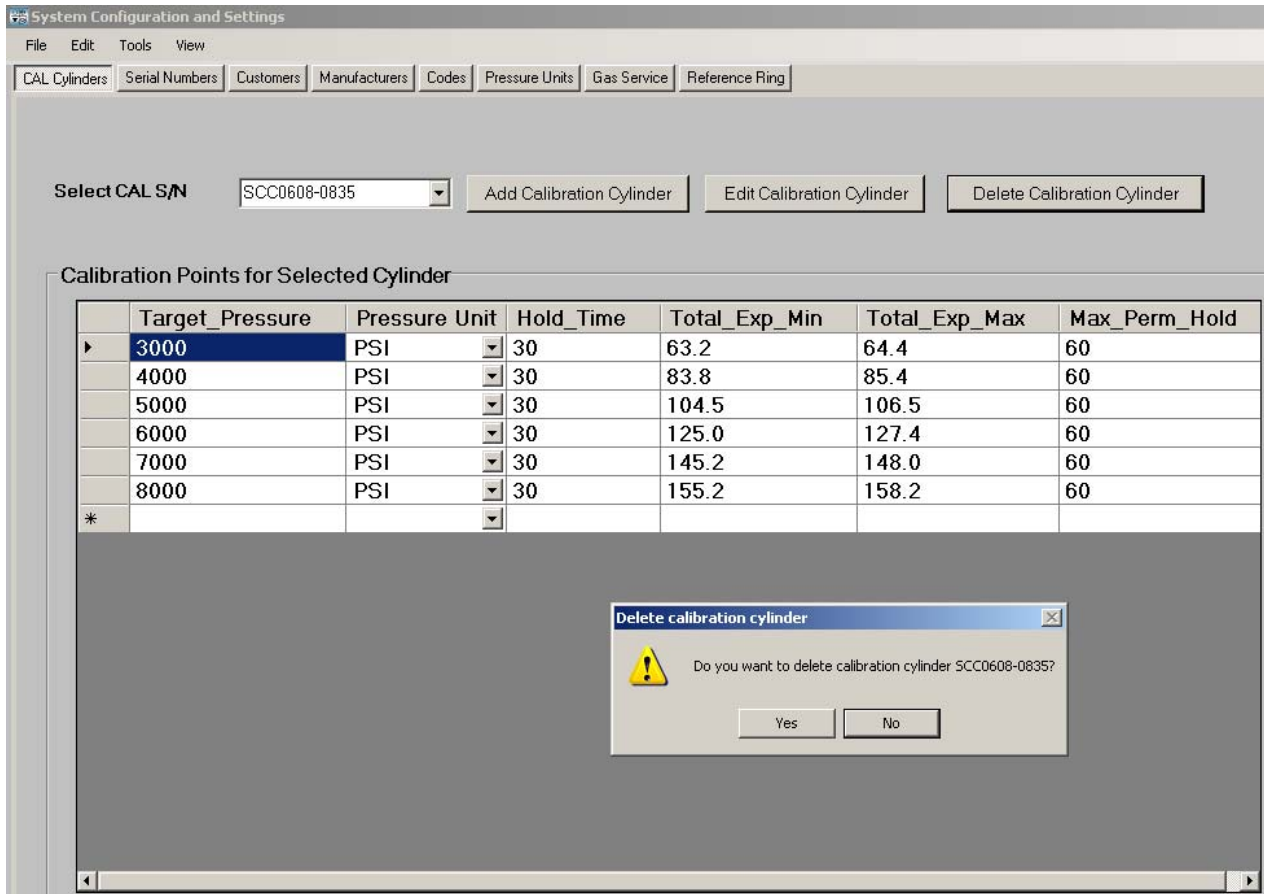 System Configuration and Settings
File Edit Tools View
CAL Cylinders Serial Numbers Customers Manufacturers Codes Pressure Units Gas Service Reference Ring
Select CAL S/N SCC0608-0835 Add Calibration Cylinder Edit Calibration Cylinder Delete Calibration Cylinder
Calibration Points for Selected Cylinder
Target_Pressure Pressure Unit Hold_Time Total_Exp_Min Total_Exp_Max Max_Perm_Hold
3000 PSI 30 63.2 64.4 60
4000 PSI 30 83.8 85.4 60
5000 PSI 30 104.5 106.5 60
6000 PSI 30 125.0 127.4 60
7000 PSI 30 145.2 148.0 60
8000 PSI 30 155.2 158.2 60
*
Delete calibration cylinder
Do you want to delete calibration cylinder SCC0608-0835?
Yes No